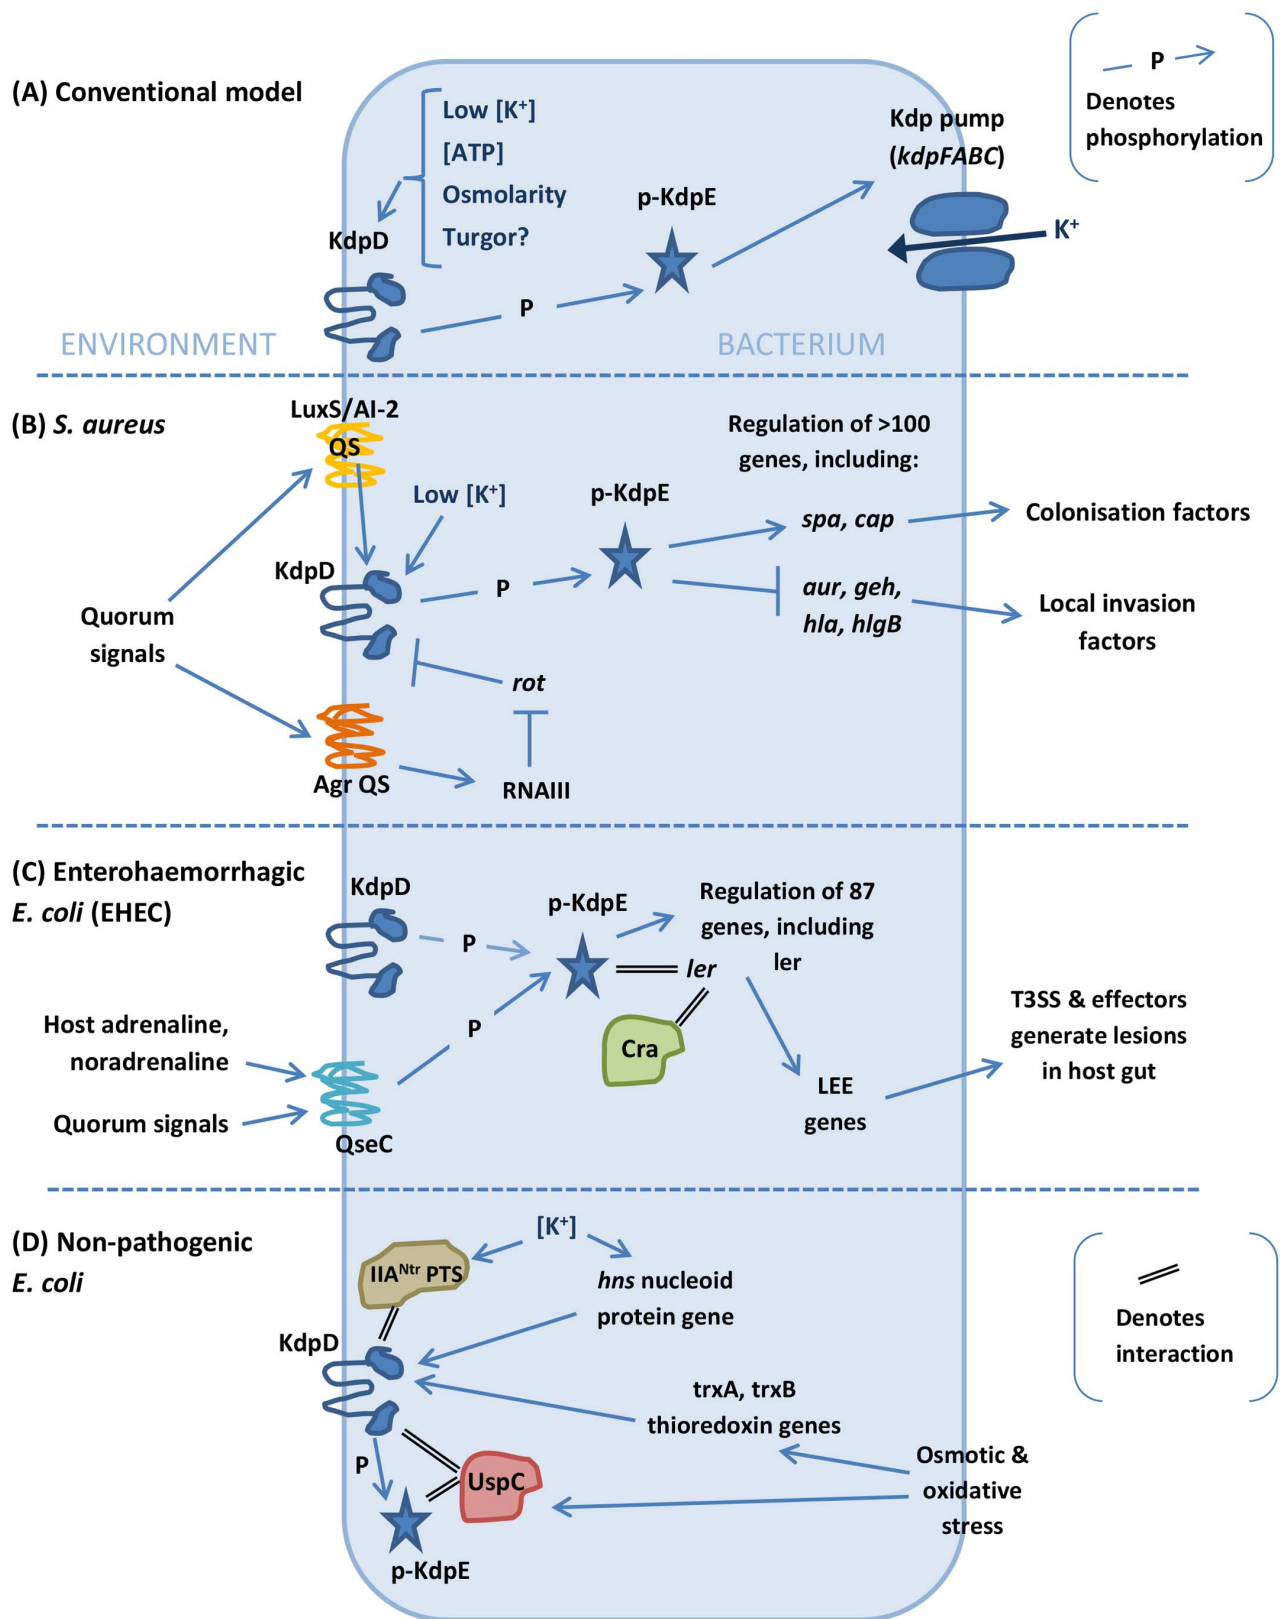 (A) Conventional model
Low [K⁺]
[ATP]
Osmolarity
Turgor?
KdpD
P
p-KdpE
Kdp pump
(kdpFABC)
K⁺
P
Denotes
phosphorylation
ENVIRONMENT
BACTERIUM
(B) S. aureus
LuxS/AI-2
QS
Low [K⁺]
KdpD
P
p-KdpE
Regulation of >100
genes, including:
spa, cap
Colonisation factors
aur, geh,
hla, hlgB
Local invasion
factors
Quorum
signals
rot
Agr QS
RNAIII
(C) Enterohaemorrhagic
E. coli (EHEC)
KdpD
P
p-KdpE
Regulation of 87
genes, including
ler
ler
Cra
P
Host adrenaline,
noradrenaline
Quorum signals
QseC
LEE
genes
T3SS & effectors
generate lesions
in host gut
(D) Non-pathogenic
E. coli
[K⁺]
IIAᴺᵗʳ PTS
hns nucleoid
protein gene
KdpD
trxA, trxB
thioredoxin genes
P
UspC
p-KdpE
Osmotic &
oxidative
stress
Denotes
interaction